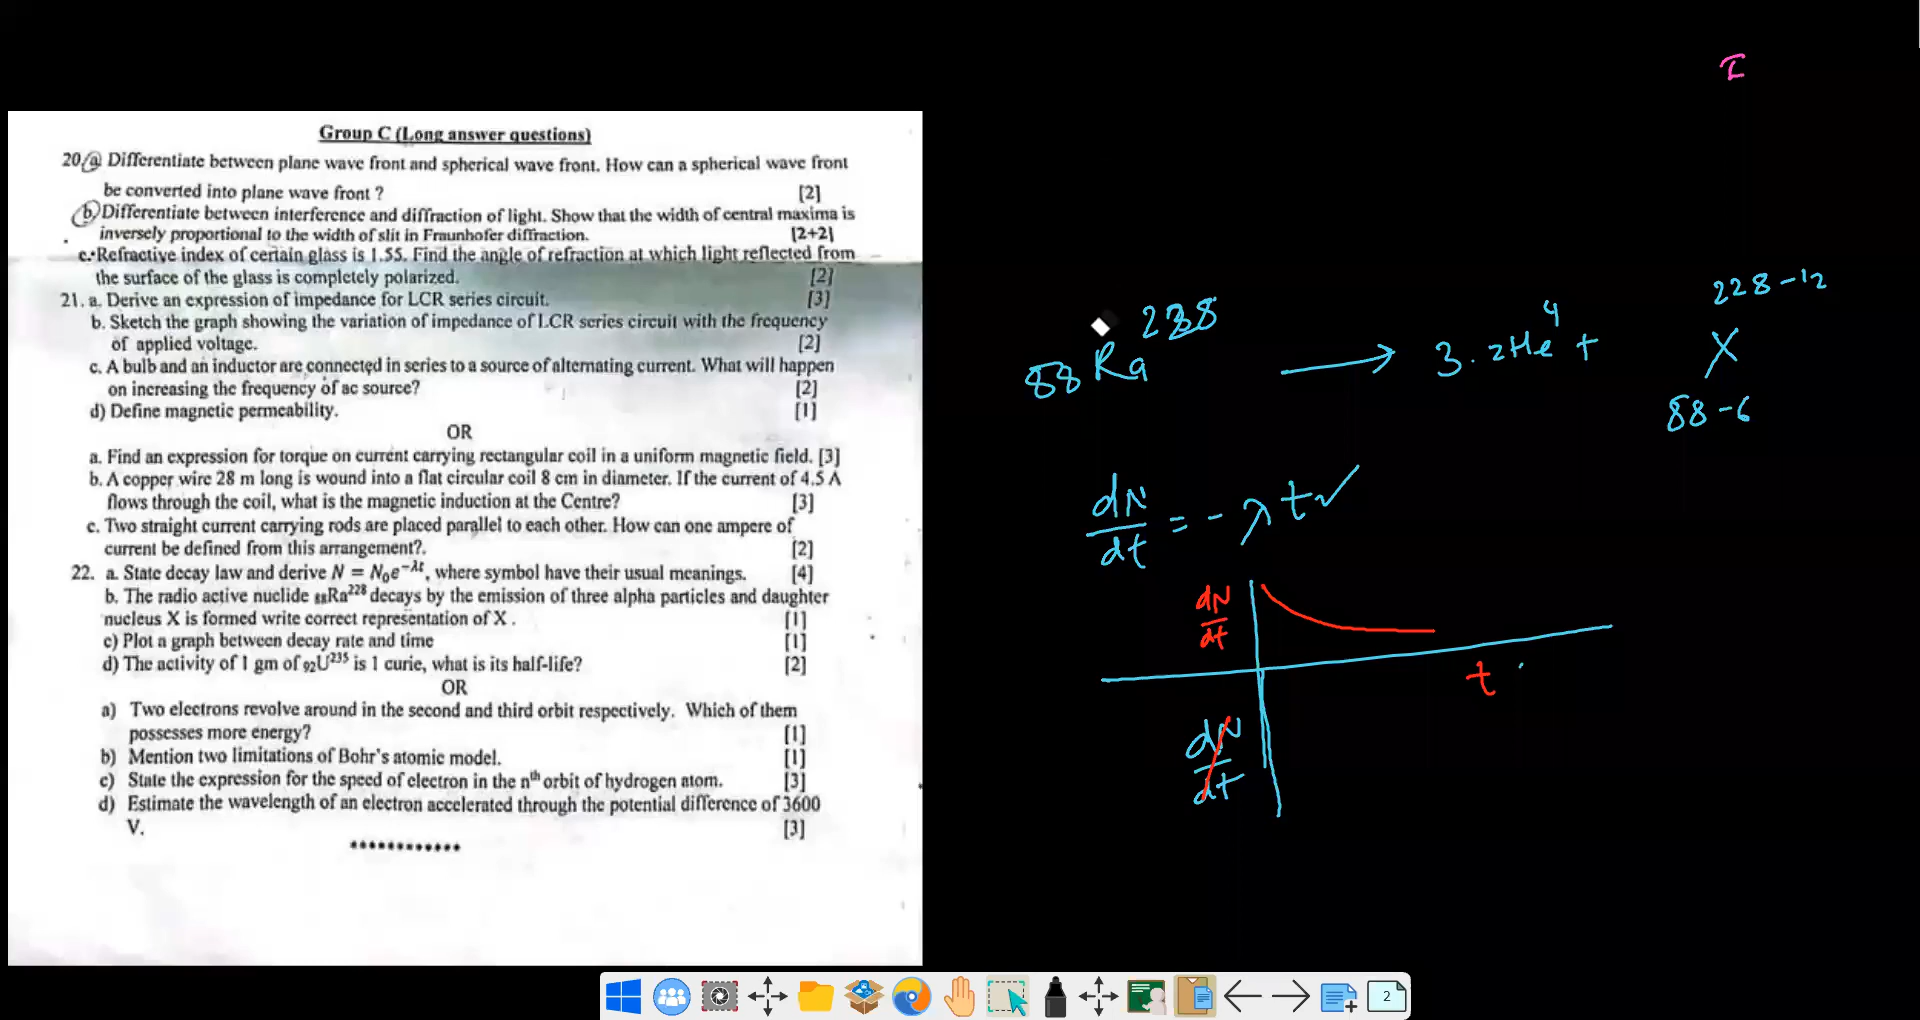 Group C (Long answer questions)
20. a Differentiate between plane wave front and spherical wave front. How can a spherical wave front
be converted into plane wave front ? [2]
b. Differentiate between interference and diffraction of light. Show that the width of central maxima is
inversely proportional to the width of slit in Fraunhofer diffraction. [2+2]
c. Refractive index of certain glass is 1.55. Find the angle of refraction at which light reflected from
the surface of the glass is completely polarized. [2]
21. a. Derive an expression of impedance for LCR series circuit. [3]
b. Sketch the graph showing the variation of impedance of LCR series circuit with the frequency
of applied voltage. [2]
c. A bulb and an inductor are connected in series to a source of alternating current. What will happen
on increasing the frequency of ac source? [2]
d) Define magnetic permeability. [1]
OR
a. Find an expression for torque on current carrying rectangular coil in a uniform magnetic field. [3]
b. A copper wire 28 m long is wound into a flat circular coil 8 cm in diameter. If the current of 4.5 A
flows through the coil, what is the magnetic induction at the Centre? [3]
c. Two straight current carrying rods are placed parallel to each other. How can one ampere of
current be defined from this arrangement?. [2]
22. a. State decay law and derive N = N₀e^{-λt}, where symbol have their usual meanings. [4]
b. The radio active nuclide ₈₈Ra²²⁸ decays by the emission of three alpha particles and daughter
nucleus X is formed write correct representation of X . [1]
c) Plot a graph between decay rate and time [1]
d) The activity of 1 gm of ₉₂U²³⁵ is 1 curie, what is its half-life? [2]
OR
a) Two electrons revolve around in the second and third orbit respectively. Which of them
possesses more energy? [1]
b) Mention two limitations of Bohr's atomic model. [1]
c) State the expression for the speed of electron in the nᵗʰ orbit of hydrogen atom. [3]
d) Estimate the wavelength of an electron accelerated through the potential difference of 3600
V. [3]
************
I
228-12
₈₈Ra²²⁸ → 3. ₂He⁴ + X
88-6
dN/dt = - λ t ✓
dN/dt
t
dN/dt
2